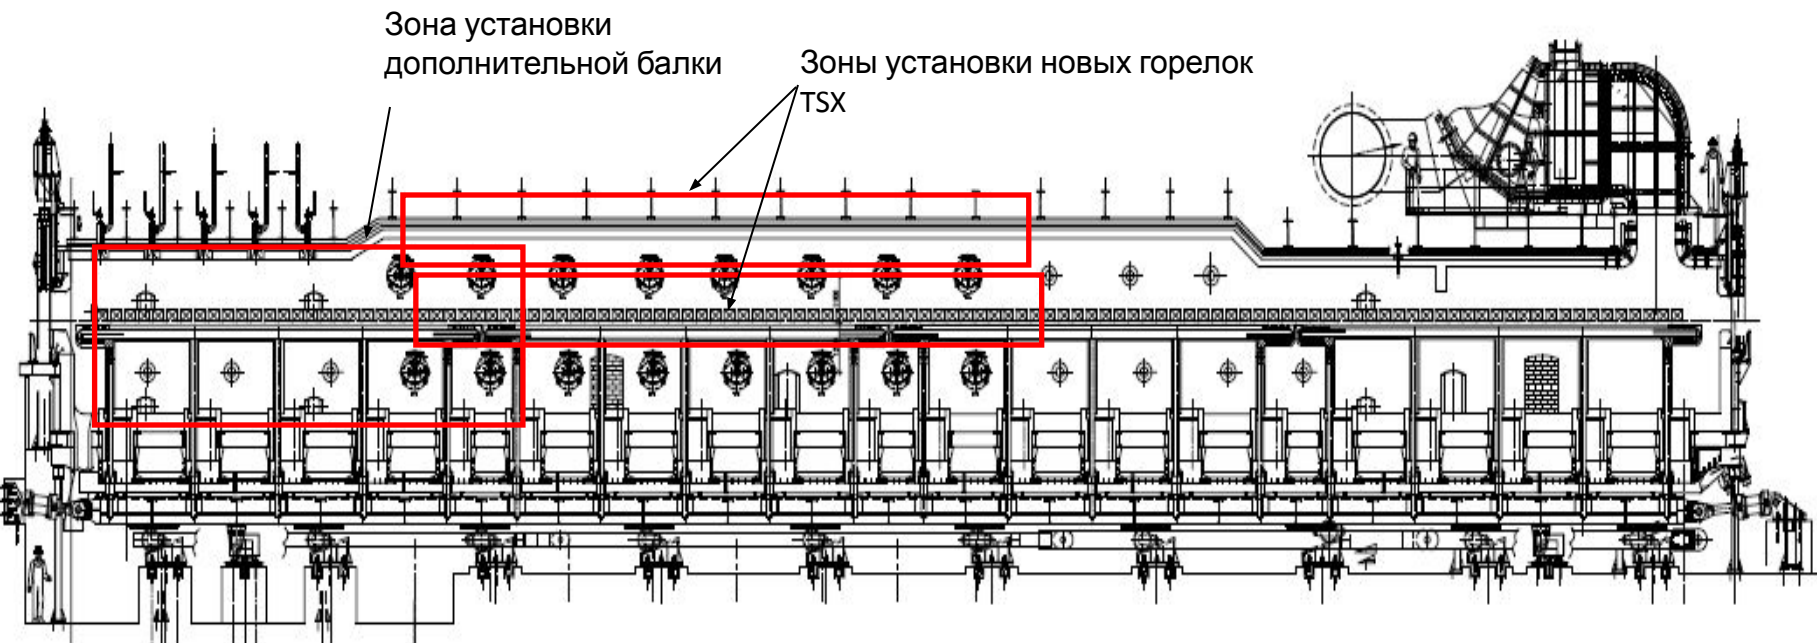 Зона установки
дополнительной балки
Зоны установки новых горелок
TSX